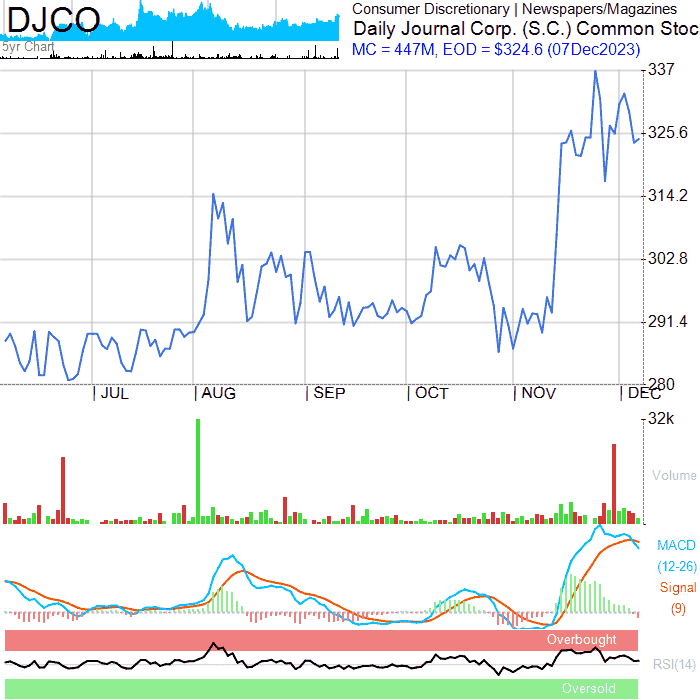 DJCO
5yr Chart
Consumer Discretionary | Newspapers/Magazines
Daily Journal Corp. (S.C.) Common Stoc
MC = 447M, EOD = $324.6 (07Dec2023)
337
325.6
314.2
302.8
291.4
280
JUL AUG SEP OCT NOV DEC
32k
Volume
MACD
(12-26)
Signal
(9)
Overbought
RSI(14)
Oversold